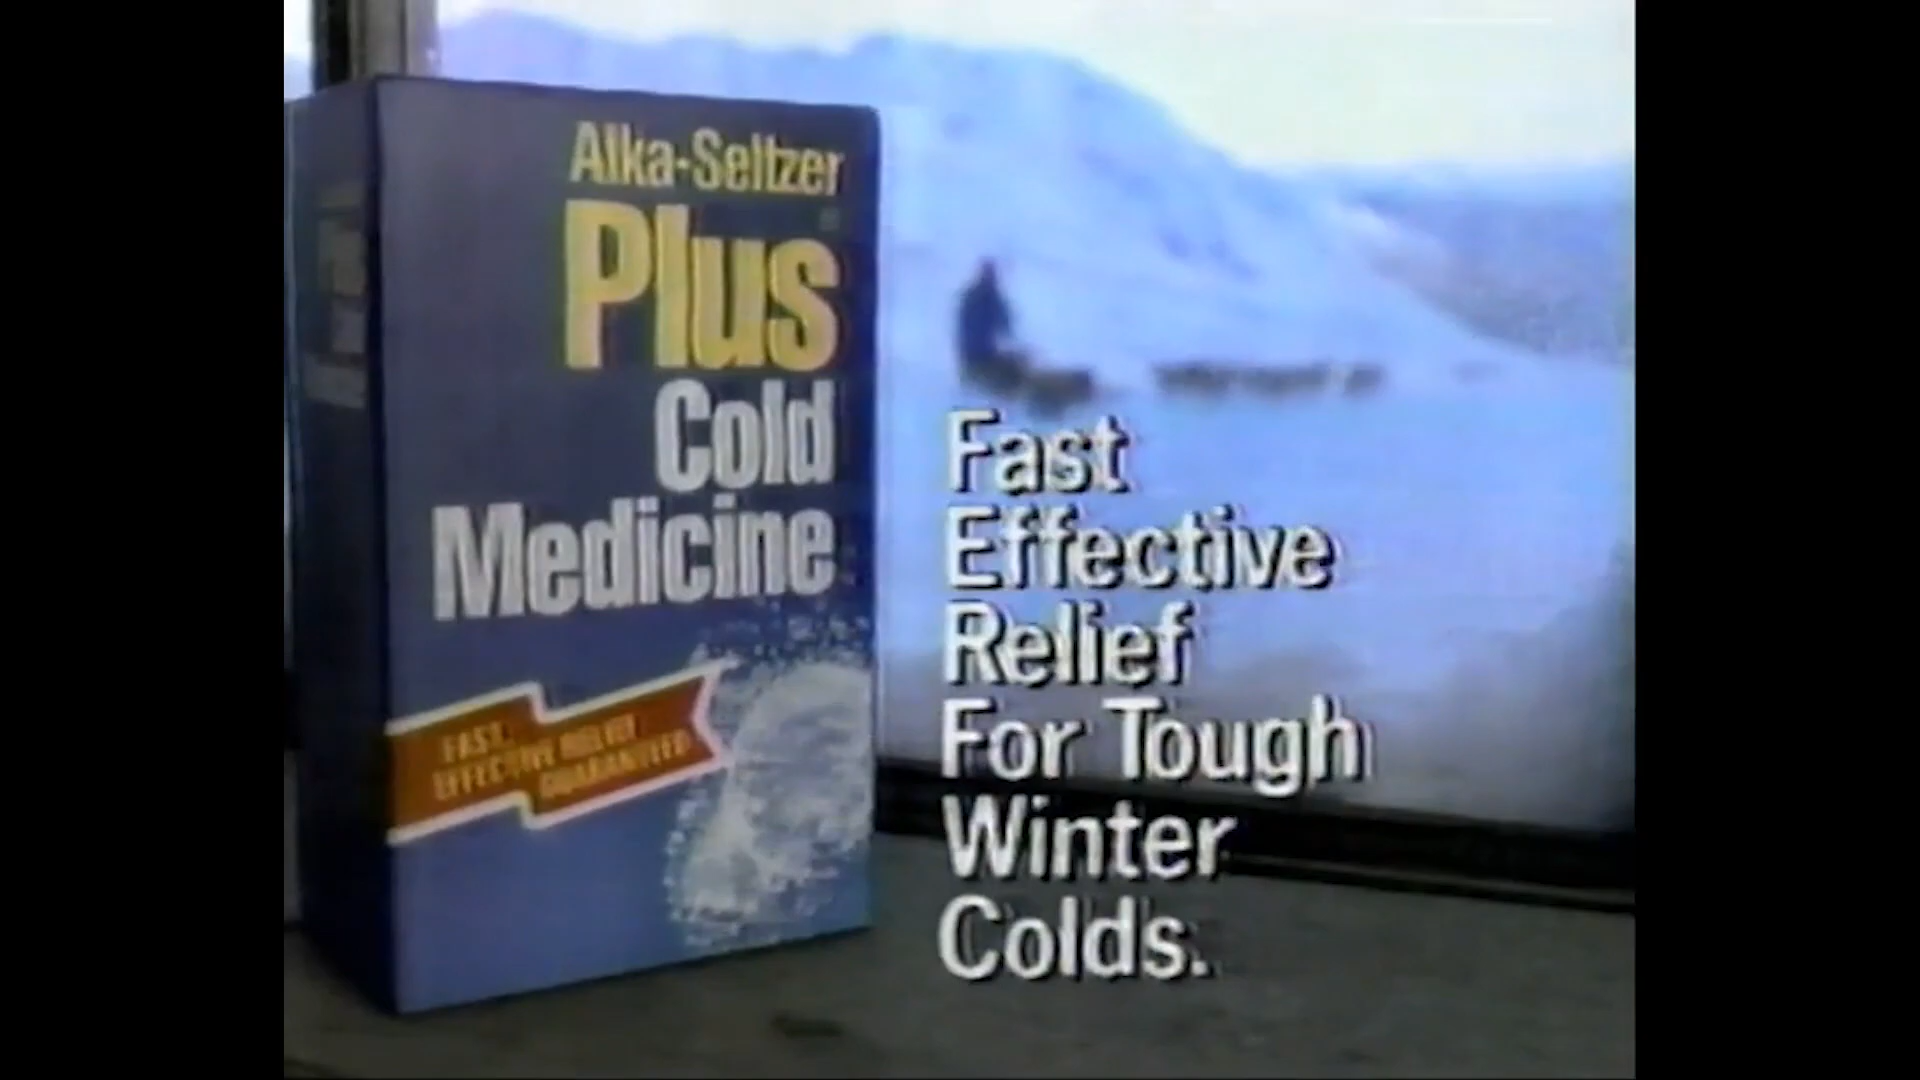 Alka-Seltzer
Plus
Cold
Medicine
FAST,
EFFECTIVE RELIEF
GUARANTEED
Fast
Effective
Relief
For Tough
Winter
Colds.